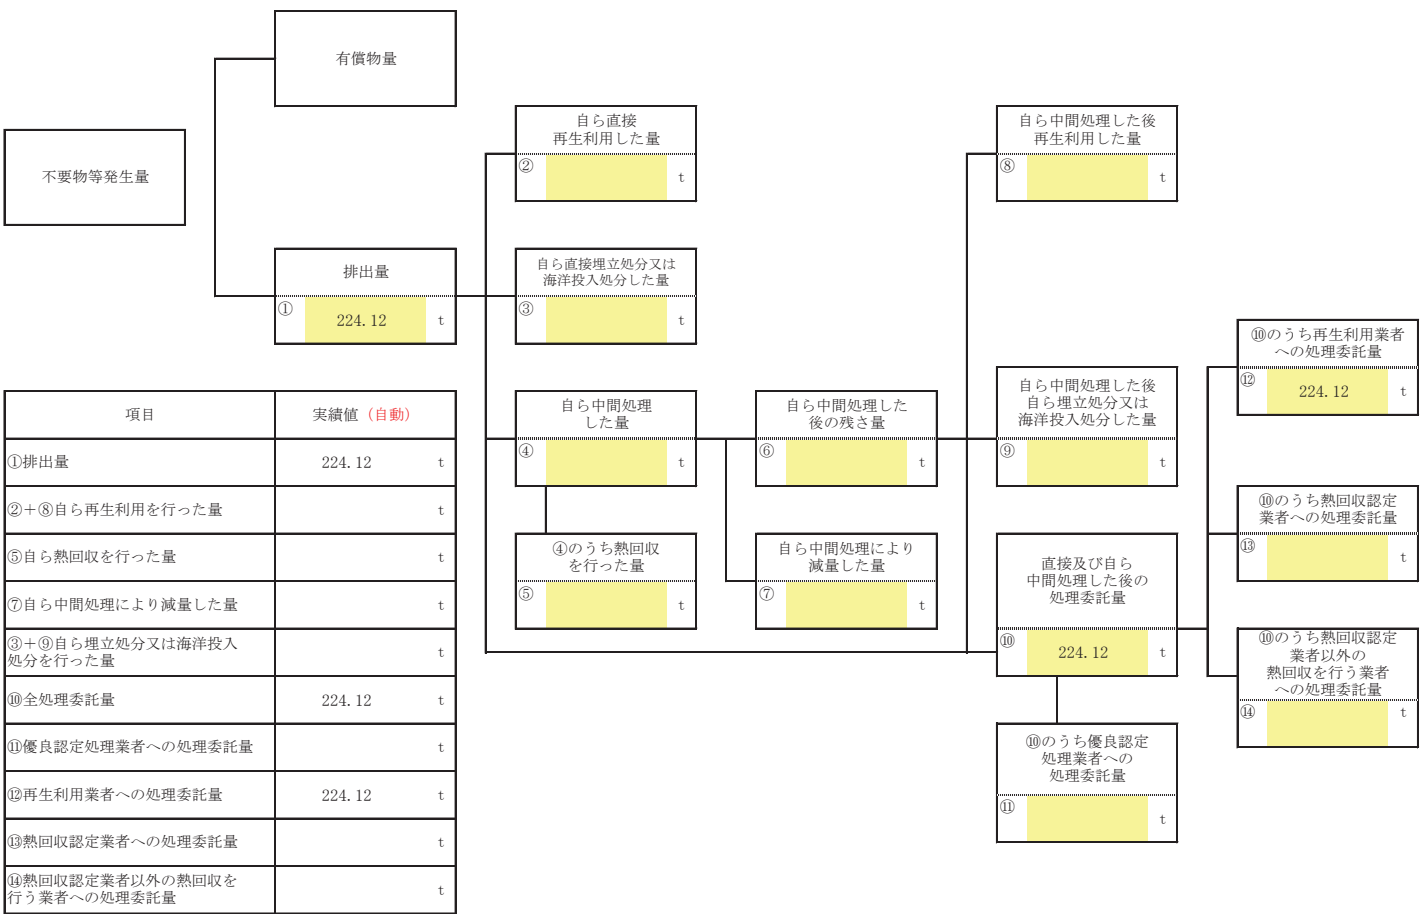 有償物量
不要物等発生量
排出量
①
224.12
t
自ら直接
再生利用した量
②
t
自ら直接埋立処分又は
海洋投入処分した量
③
t
自ら中間処理
した量
④
t
④のうち熱回収
を行った量
⑤
t
自ら中間処理した
後の残さ量
⑥
t
自ら中間処理により
減量した量
⑦
t
自ら中間処理した後
再生利用した量
⑧
t
自ら中間処理した後
自ら埋立処分又は
海洋投入処分した量
⑨
t
直接及び自ら
中間処理した後の
処理委託量
⑩
224.12
t
⑩のうち優良認定
処理業者への
処理委託量
⑪
t
⑩のうち再生利用業者
への処理委託量
⑫
224.12
t
⑩のうち熱回収認定
業者への処理委託量
⑬
t
⑩のうち熱回収認定
業者以外の
熱回収を行う業者
への処理委託量
⑭
t
項目 実績値（自動）
①排出量 224.12 t
②＋⑧自ら再生利用を行った量 t
⑤自ら熱回収を行った量 t
⑦自ら中間処理により減量した量 t
③＋⑨自ら埋立処分又は海洋投入
処分を行った量 t
⑩全処理委託量 224.12 t
⑪優良認定処理業者への処理委託量 t
⑫再生利用業者への処理委託量 224.12 t
⑬熱回収認定業者への処理委託量 t
⑭熱回収認定業者以外の熱回収を
行う業者への処理委託量 t